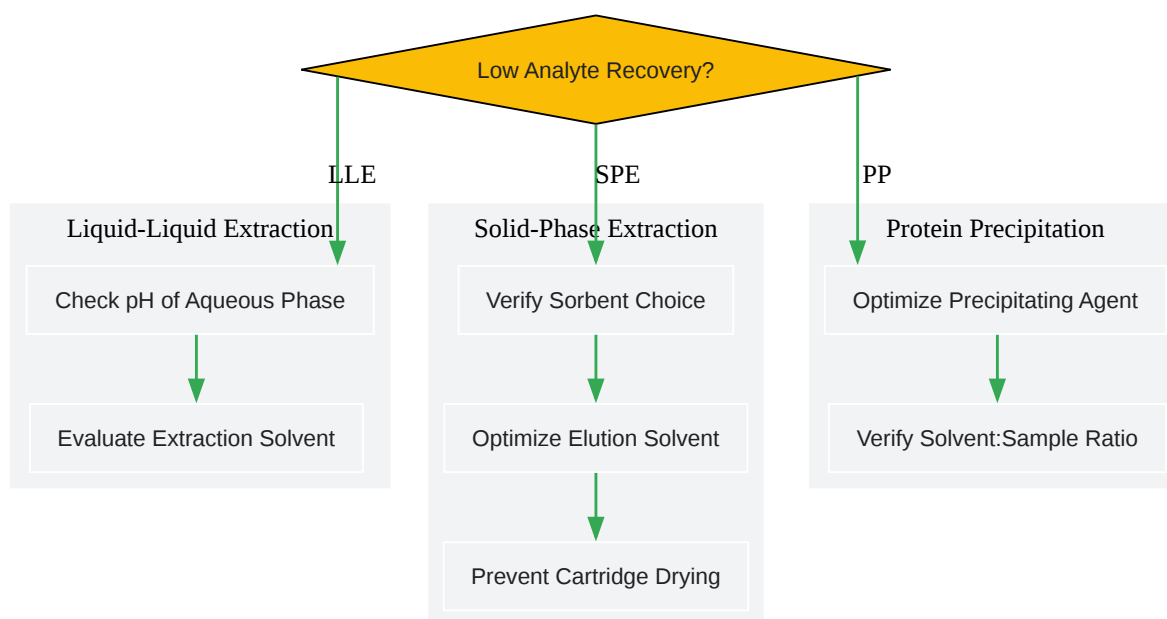 Low Analyte Recovery?
LLE
SPE
PP
Liquid-Liquid Extraction
Check pH of Aqueous Phase
Evaluate Extraction Solvent
Solid-Phase Extraction
Verify Sorbent Choice
Optimize Elution Solvent
Prevent Cartridge Drying
Protein Precipitation
Optimize Precipitating Agent
Verify Solvent:Sample Ratio